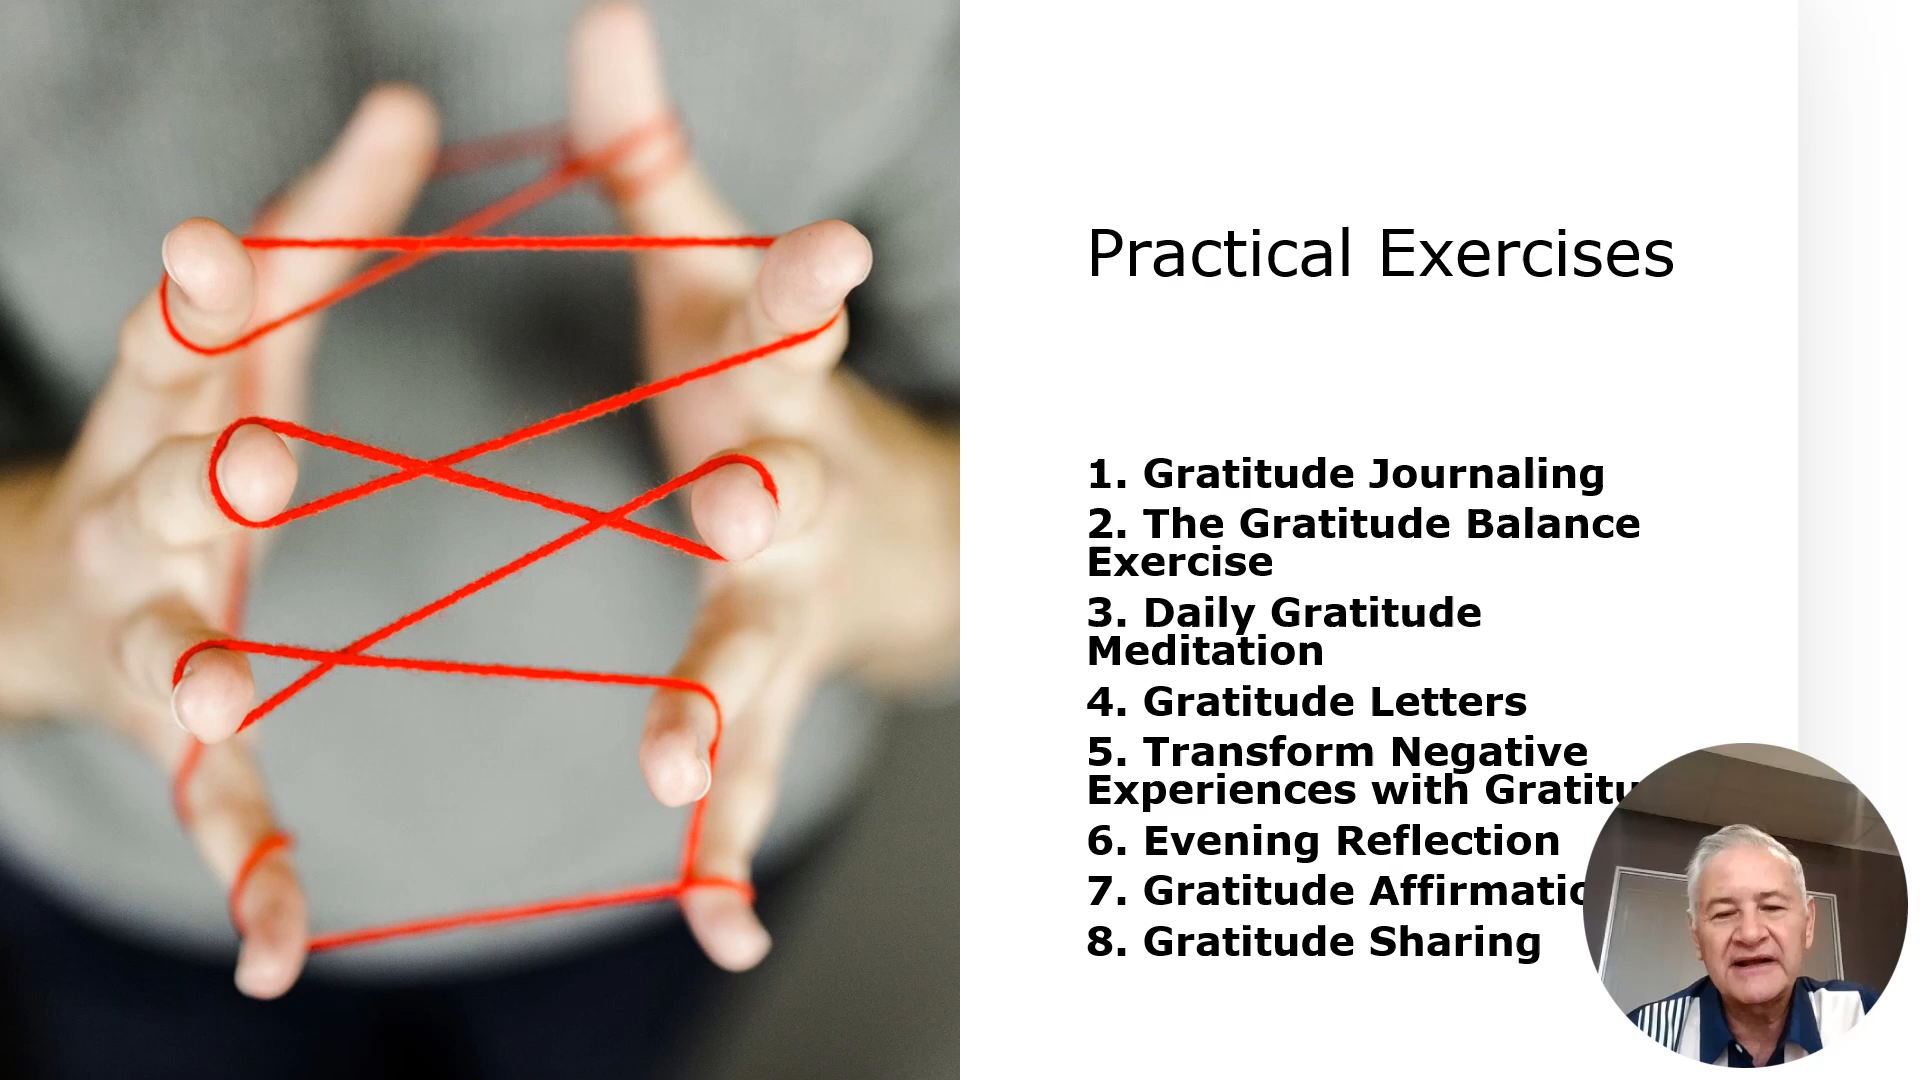 Practical Exercises
1. Gratitude Journaling
2. The Gratitude Balance
Exercise
3. Daily Gratitude
Meditation
4. Gratitude Letters
5. Transform Negative
Experiences with
6. Evening Reflection
7. Gratitude
8. Gratitude Sharing